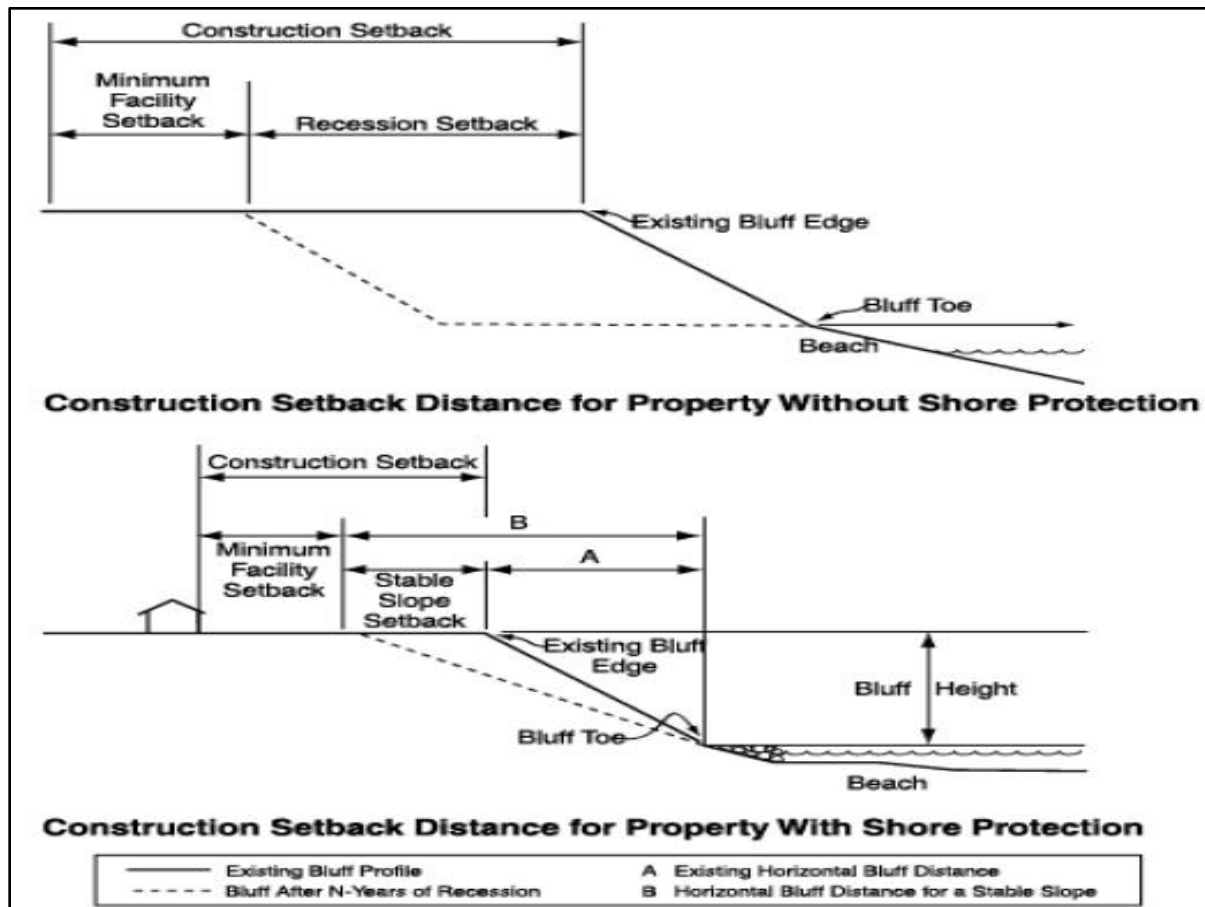 Construction Setback
Minimum
Facility
Setback
Recession Setback
Existing Bluff Edge
Bluff Toe
Beach
Construction Setback Distance for Property Without Shore Protection
Construction Setback
B
Minimum
Facility
Setback
A
Stable
Slope
Setback
Existing Bluff
Edge
Bluff Height
Bluff Toe
Beach
Construction Setback Distance for Property With Shore Protection
Existing Bluff Profile
A Existing Horizontal Bluff Distance
Bluff After N-Years of Recession
B Horizontal Bluff Distance for a Stable Slope